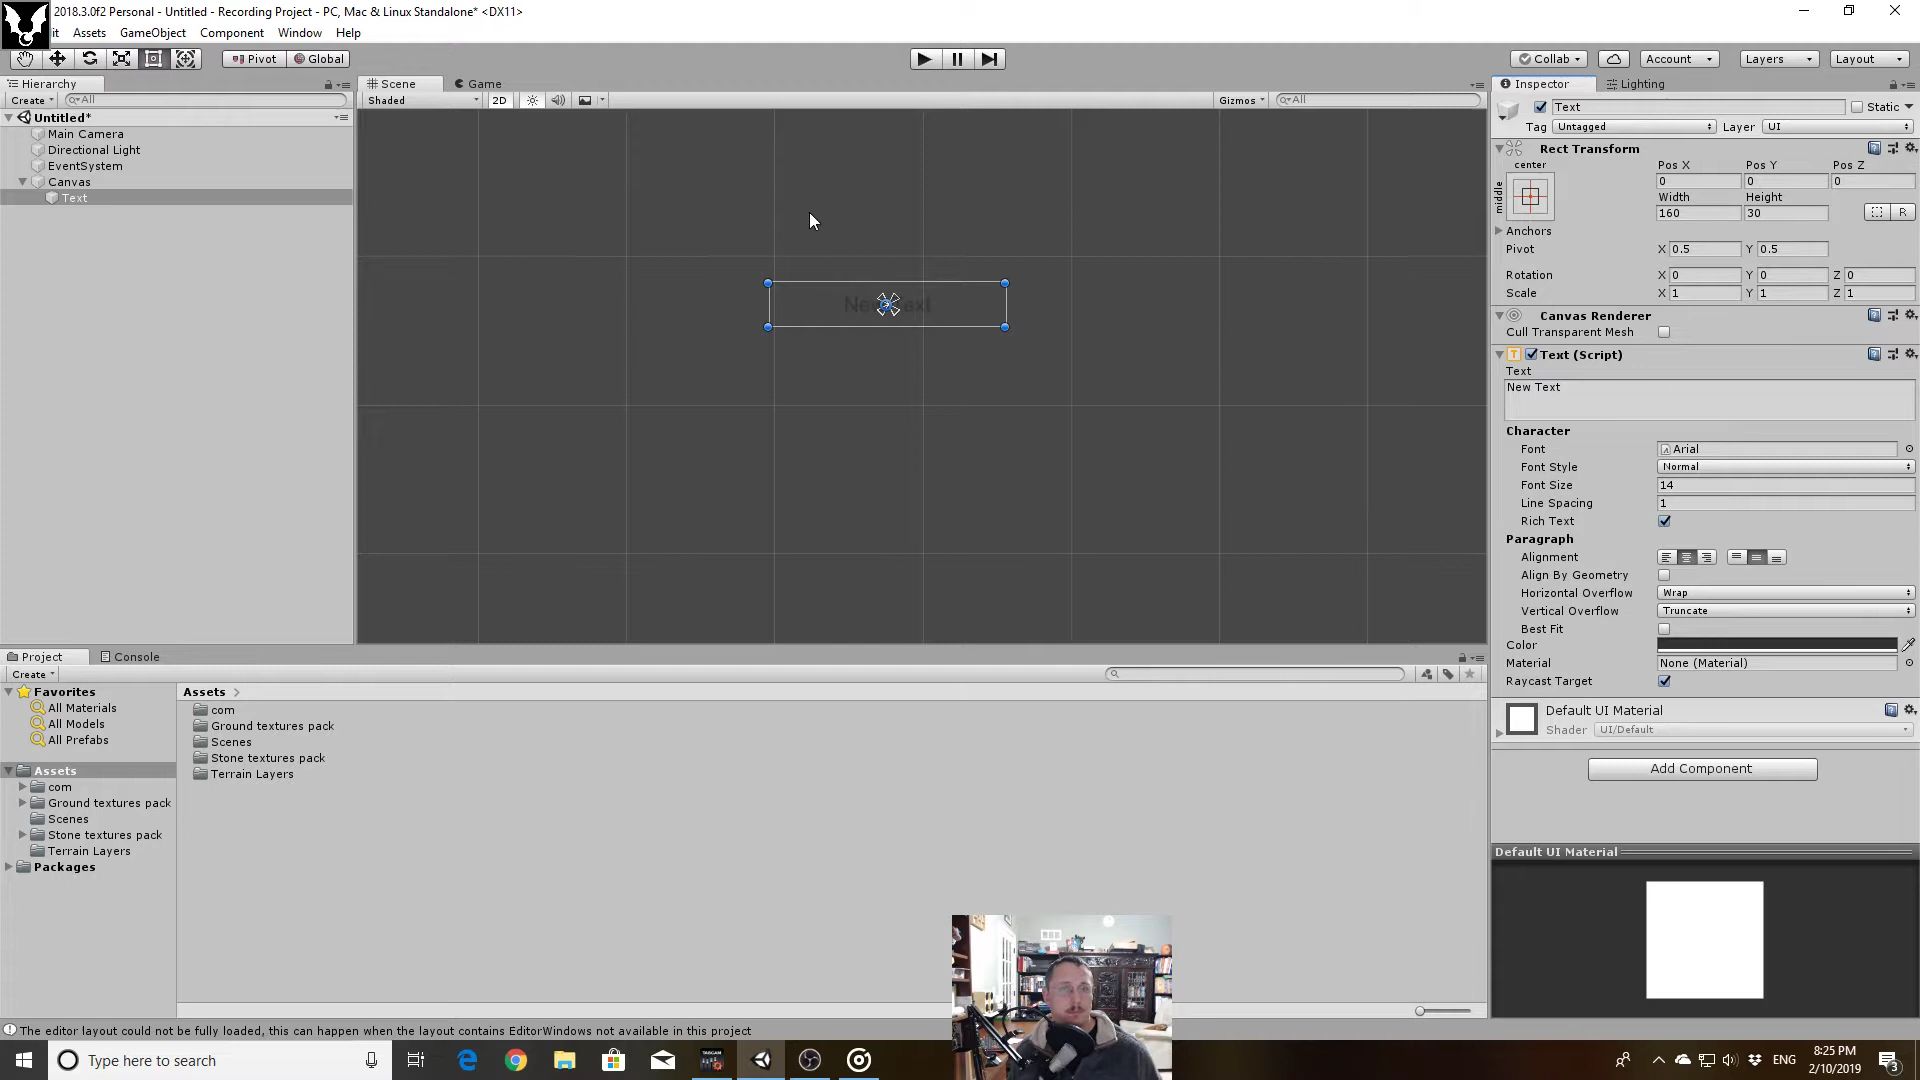 2018.3.0f2 Personal - Untitled - Recording Project - PC, Mac & Linux Standalone* <DX11>
it Assets GameObject Component Window Help
Pivot Global Collab Account Layers Layout
Hierarchy
Create All
Untitled*
Main Camera
Directional Light
EventSystem
Canvas
Text
Scene Game
Shaded 2D Gizmos All
New Text
Inspector Lighting
Text Static
Tag Untagged Layer UI
Rect Transform
center Pos X Pos Y Pos Z
middle 0 0 0
Width Height
160 30 R
Anchors
Pivot X 0.5 Y 0.5
Rotation X 0 Y 0 Z 0
Scale X 1 Y 1 Z 1
Canvas Renderer
Cull Transparent Mesh
Text (Script)
Text
New Text
Character
Font Arial
Font Style Normal
Font Size 14
Line Spacing 1
Rich Text
Paragraph
Alignment
Align By Geometry
Horizontal Overflow Wrap
Vertical Overflow Truncate
Best Fit
Color
Material None (Material)
Raycast Target
Default UI Material
Shader UI/Default
Add Component
Default UI Material
Project Console
Create
Favorites
All Materials
All Models
All Prefabs
Assets
com
Ground textures pack
Scenes
Stone textures pack
Terrain Layers
Packages
Assets
com
Ground textures pack
Scenes
Stone textures pack
Terrain Layers
The editor layout could not be fully loaded, this can happen when the layout contains EditorWindows not available in this project
Type here to search
ENG
8:25 PM
2/10/2019
3